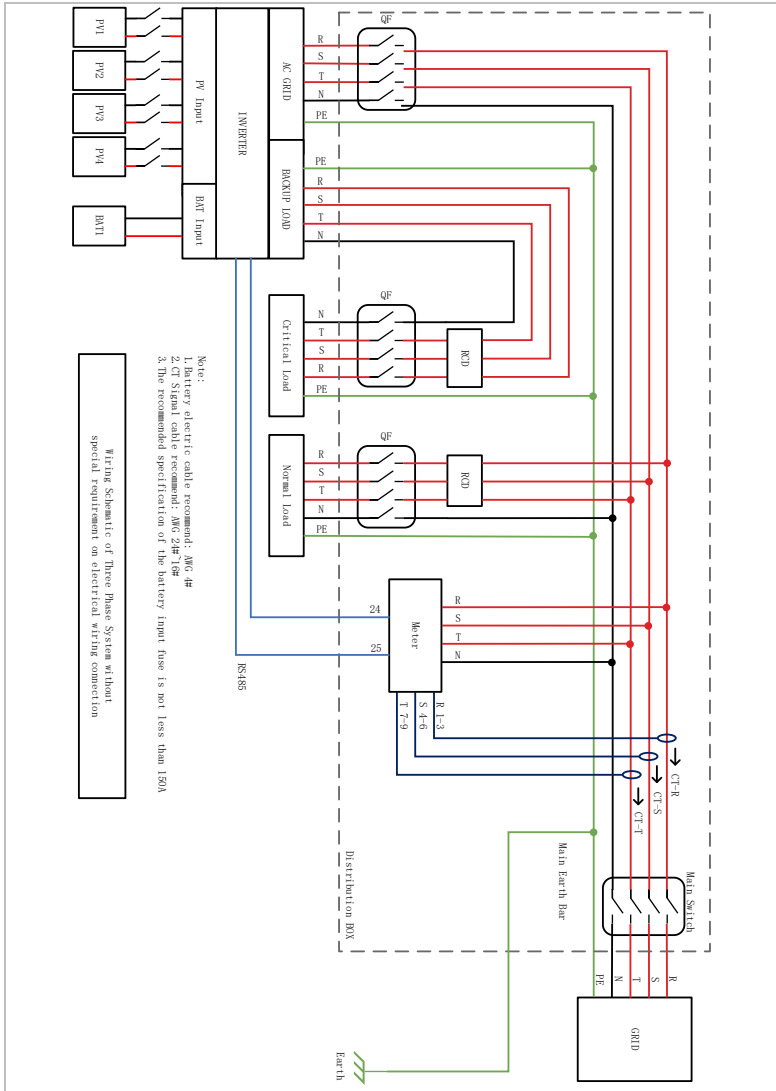 PV1
PV2
PV3
PV4
BAT1
PV Input
BAT Input
INVERTER
AC GRID
BACKUP LOAD
R
S
T
N
PE
PE
R
S
T
N
QF
QF
N
T
S
R
PE
Critical Load
RCD
QF
R
S
T
N
PE
Normal Load
RCD
Meter
R
S
T
N
24
25
RS485
R 1-3
S 4-6
T 7-9
CT-R
CT-S
CT-T
Main Switch
Main Earth Bar
Distribution BOX
R
S
T
N
PE
GRID
Earth
Note:
1. Battery electric cable recommend: AWG 4#
2. CT Signal cable recommend: AWG 24#~16#
3. The recommended specification of the battery input fuse is not less than 150A
Wiring Schematic of Three Phase System without
special requirement on electrical wiring connection